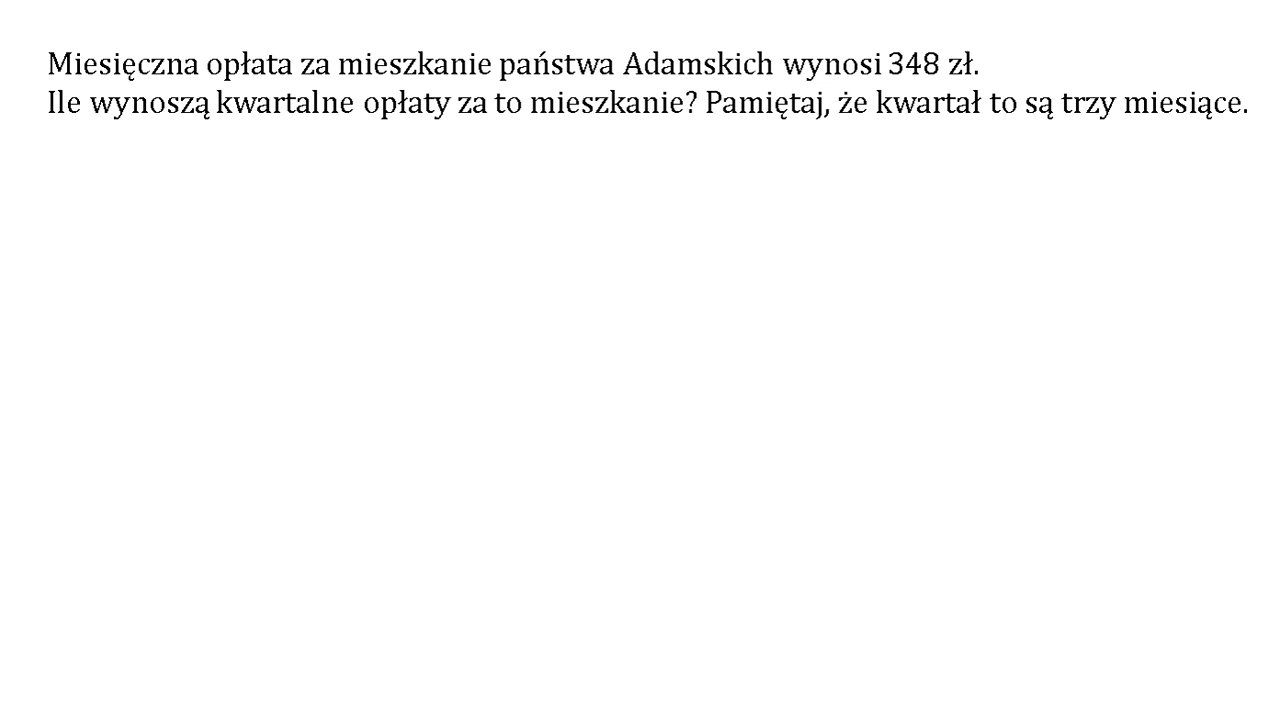 Miesięczna opłata za mieszkanie państwa Adamskich wynosi 348 zł.
Ile wynoszą kwartalne opłaty za to mieszkanie? Pamiętaj, że kwartał to są trzy miesiące.